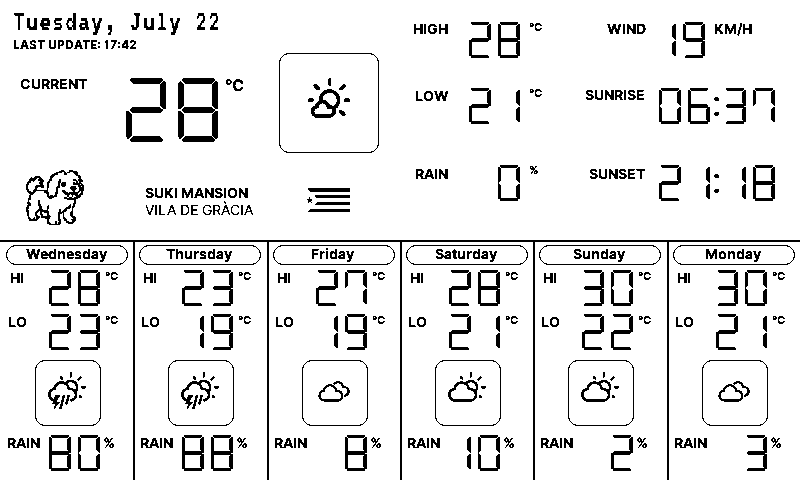 Tuesday, July 22
LAST UPDATE: 17:42
CURRENT 28 °C
HIGH 28 °C
WIND 19 KM/H
LOW 21 °C
SUNRISE 06:37
RAIN 0 %
SUNSET 21:18
SUKI MANSION
VILA DE GRÀCIA
Wednesday
HI 28 °C
LO 23 °C
RAIN 80 %
Thursday
HI 23 °C
LO 19 °C
RAIN 88 %
Friday
HI 27 °C
LO 19 °C
RAIN 8 %
Saturday
HI 28 °C
LO 21 °C
RAIN 10 %
Sunday
HI 30 °C
LO 22 °C
RAIN 2 %
Monday
HI 30 °C
LO 21 °C
RAIN 3 %